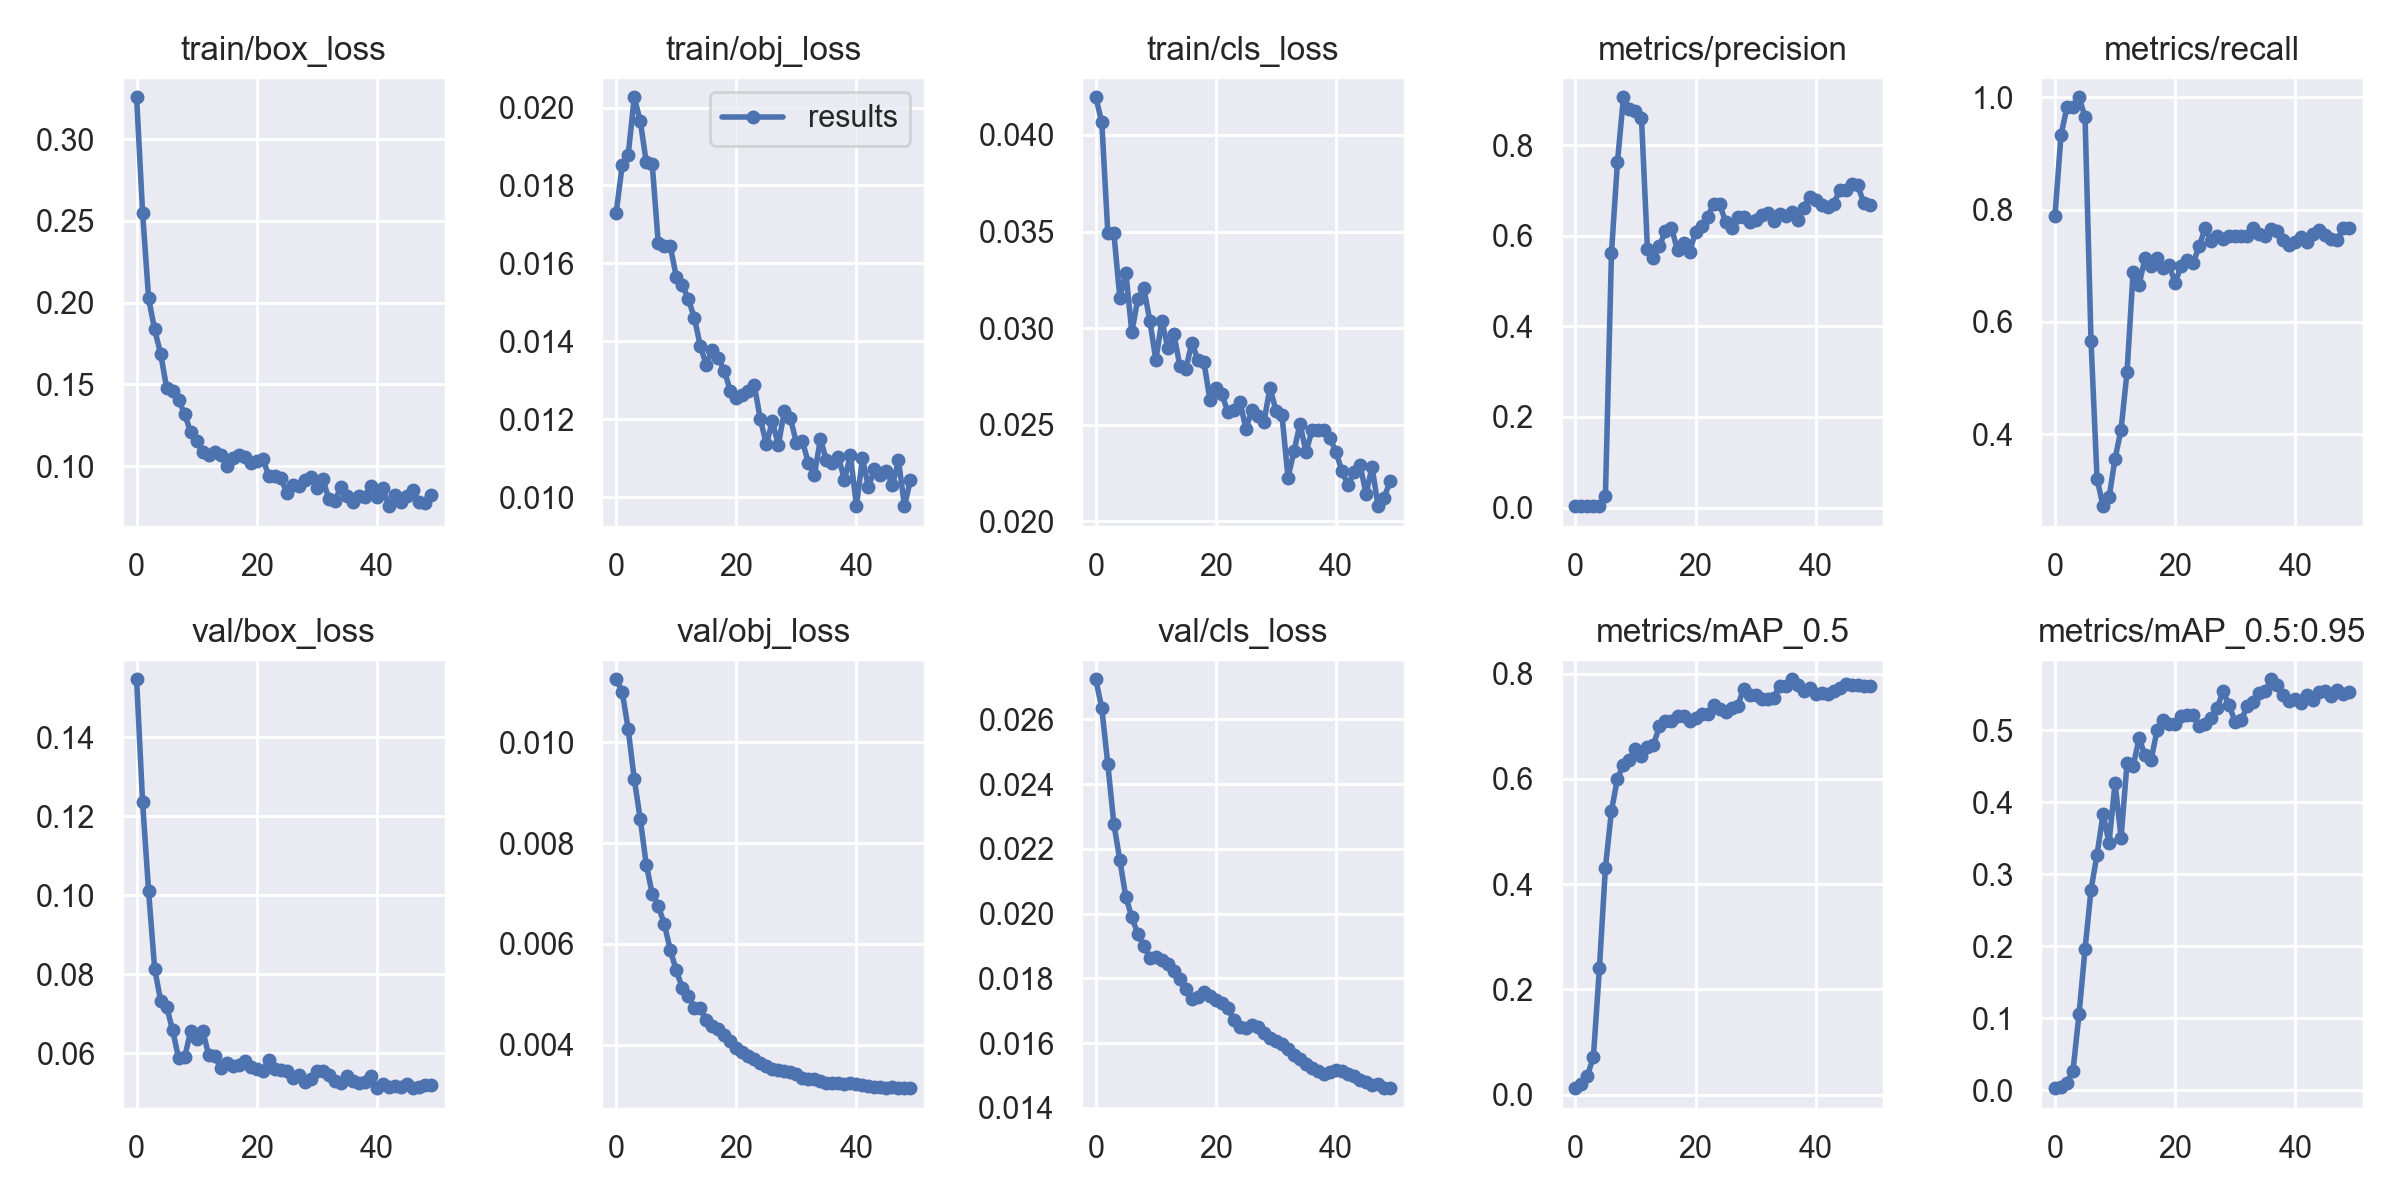 train/box_loss
0.30
0.25
0.20
0.15
0.10
0 20 40
train/obj_loss
results
0.020
0.018
0.016
0.014
0.012
0.010
0 20 40
train/cls_loss
0.040
0.035
0.030
0.025
0.020
0 20 40
metrics/precision
0.8
0.6
0.4
0.2
0.0
0 20 40
metrics/recall
1.0
0.8
0.6
0.4
0 20 40
val/box_loss
0.14
0.12
0.10
0.08
0.06
0 20 40
val/obj_loss
0.010
0.008
0.006
0.004
0 20 40
val/cls_loss
0.026
0.024
0.022
0.020
0.018
0.016
0.014
0 20 40
metrics/mAP_0.5
0.8
0.6
0.4
0.2
0.0
0 20 40
metrics/mAP_0.5:0.95
0.5
0.4
0.3
0.2
0.1
0.0
0 20 40